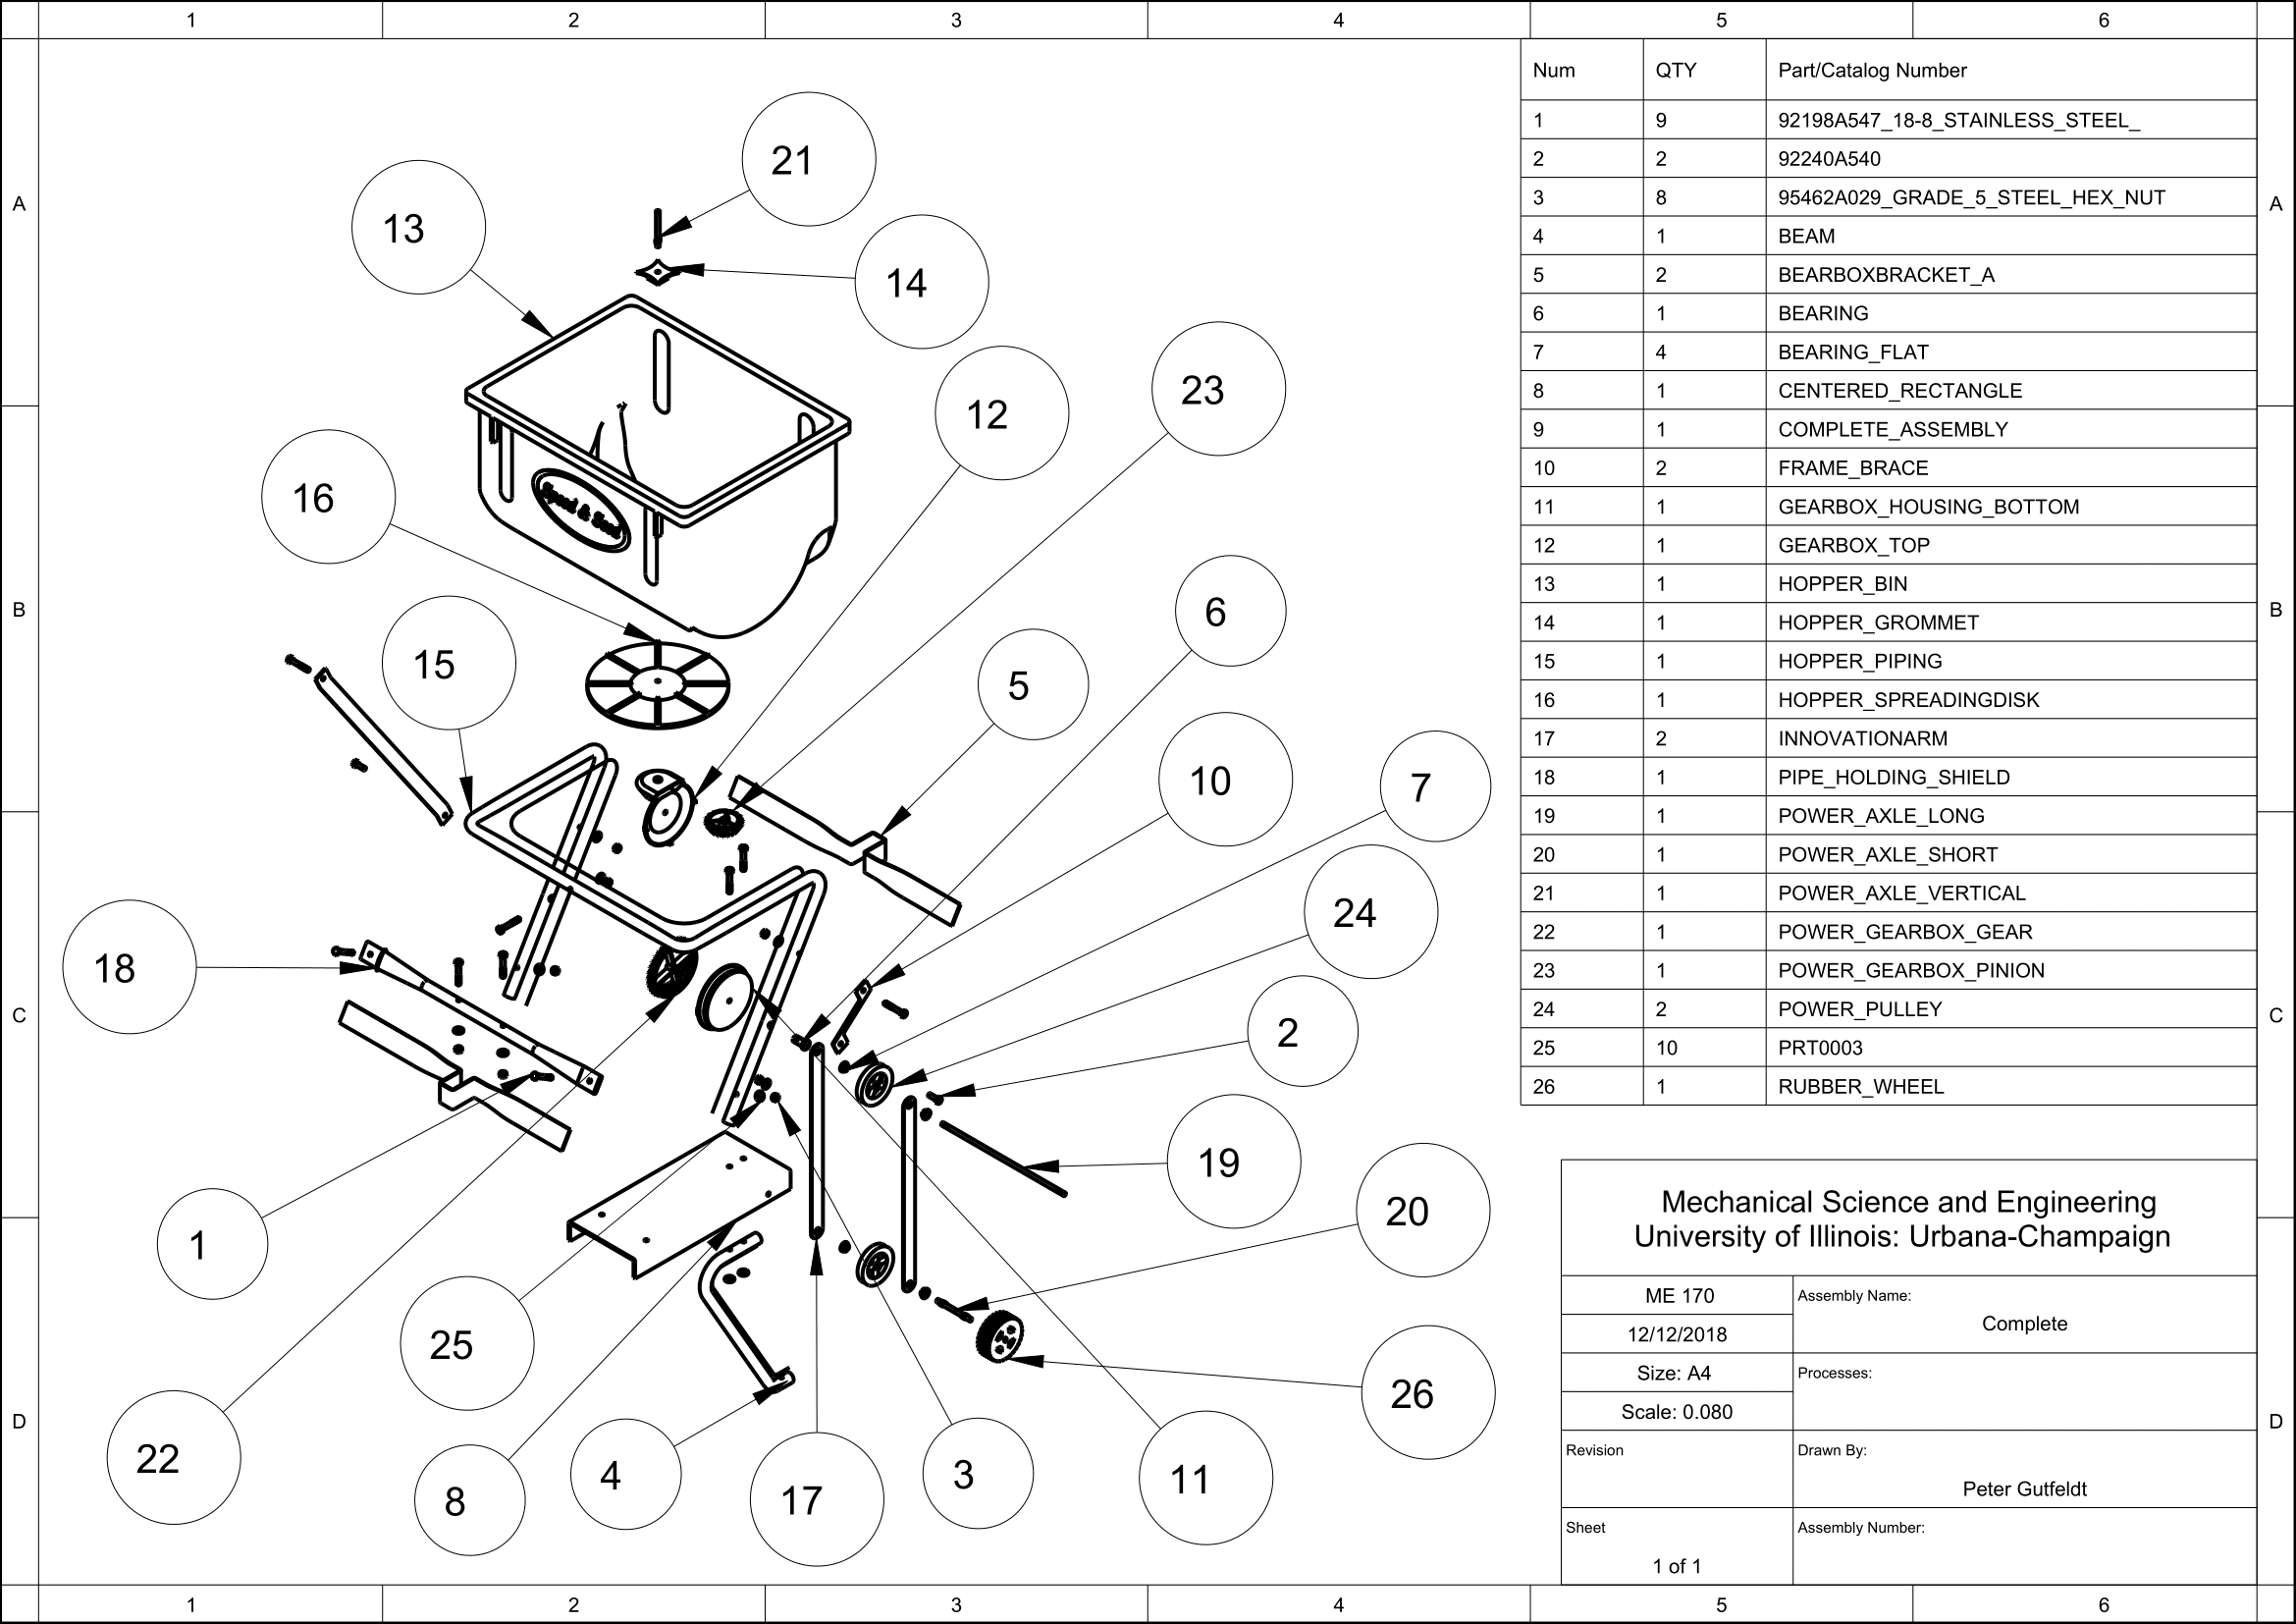 1 2 3 4 5 6
A
B
C
D
A
B
C
D
1 2 3 4 5 6
21
13
14
23
12
16
6
15
5
10
7
24
18
2
19
20
1
25
26
22
8
4
17
3
11
Speed & Seed
Num QTY Part/Catalog Number
1 9 92198A547_18-8_STAINLESS_STEEL_
2 2 92240A540
3 8 95462A029_GRADE_5_STEEL_HEX_NUT
4 1 BEAM
5 2 BEARBOXBRACKET_A
6 1 BEARING
7 4 BEARING_FLAT
8 1 CENTERED_RECTANGLE
9 1 COMPLETE_ASSEMBLY
10 2 FRAME_BRACE
11 1 GEARBOX_HOUSING_BOTTOM
12 1 GEARBOX_TOP
13 1 HOPPER_BIN
14 1 HOPPER_GROMMET
15 1 HOPPER_PIPING
16 1 HOPPER_SPREADINGDISK
17 2 INNOVATIONARM
18 1 PIPE_HOLDING_SHIELD
19 1 POWER_AXLE_LONG
20 1 POWER_AXLE_SHORT
21 1 POWER_AXLE_VERTICAL
22 1 POWER_GEARBOX_GEAR
23 1 POWER_GEARBOX_PINION
24 2 POWER_PULLEY
25 10 PRT0003
26 1 RUBBER_WHEEL
Mechanical Science and Engineering
University of Illinois: Urbana-Champaign
ME 170
12/12/2018
Size: A4
Scale: 0.080
Assembly Name:
Complete
Processes:
Revision
Drawn By:
Peter Gutfeldt
Sheet
1 of 1
Assembly Number: